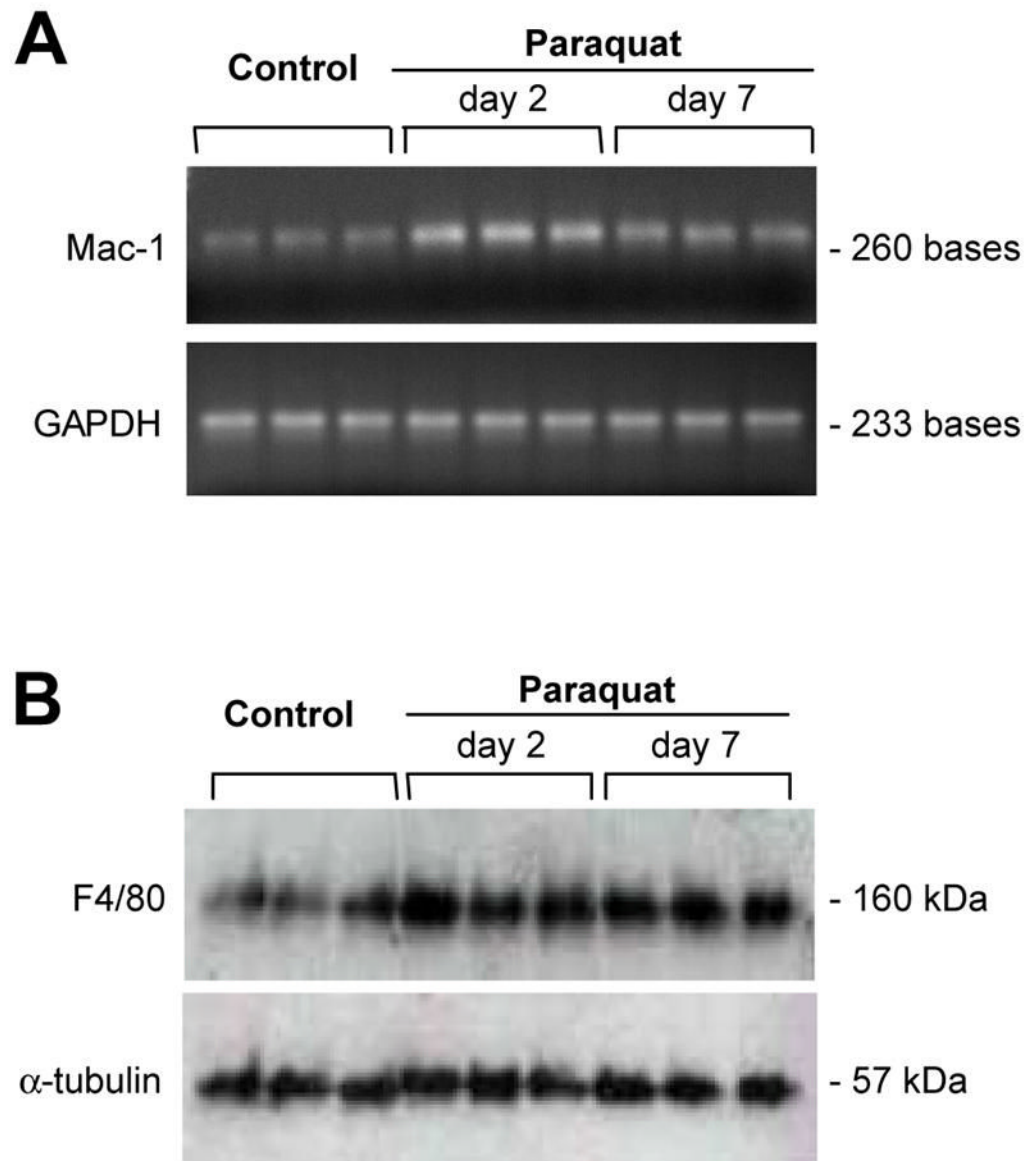 A
Control
Paraquat
day 2 day 7
Mac-1 - 260 bases
GAPDH - 233 bases
B
Control
Paraquat
day 2 day 7
F4/80 - 160 kDa
α-tubulin - 57 kDa